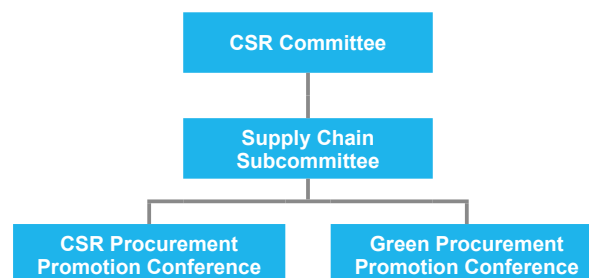 CSR Committee
Supply Chain
Subcommittee
CSR Procurement
Promotion Conference
Green Procurement
Promotion Conference